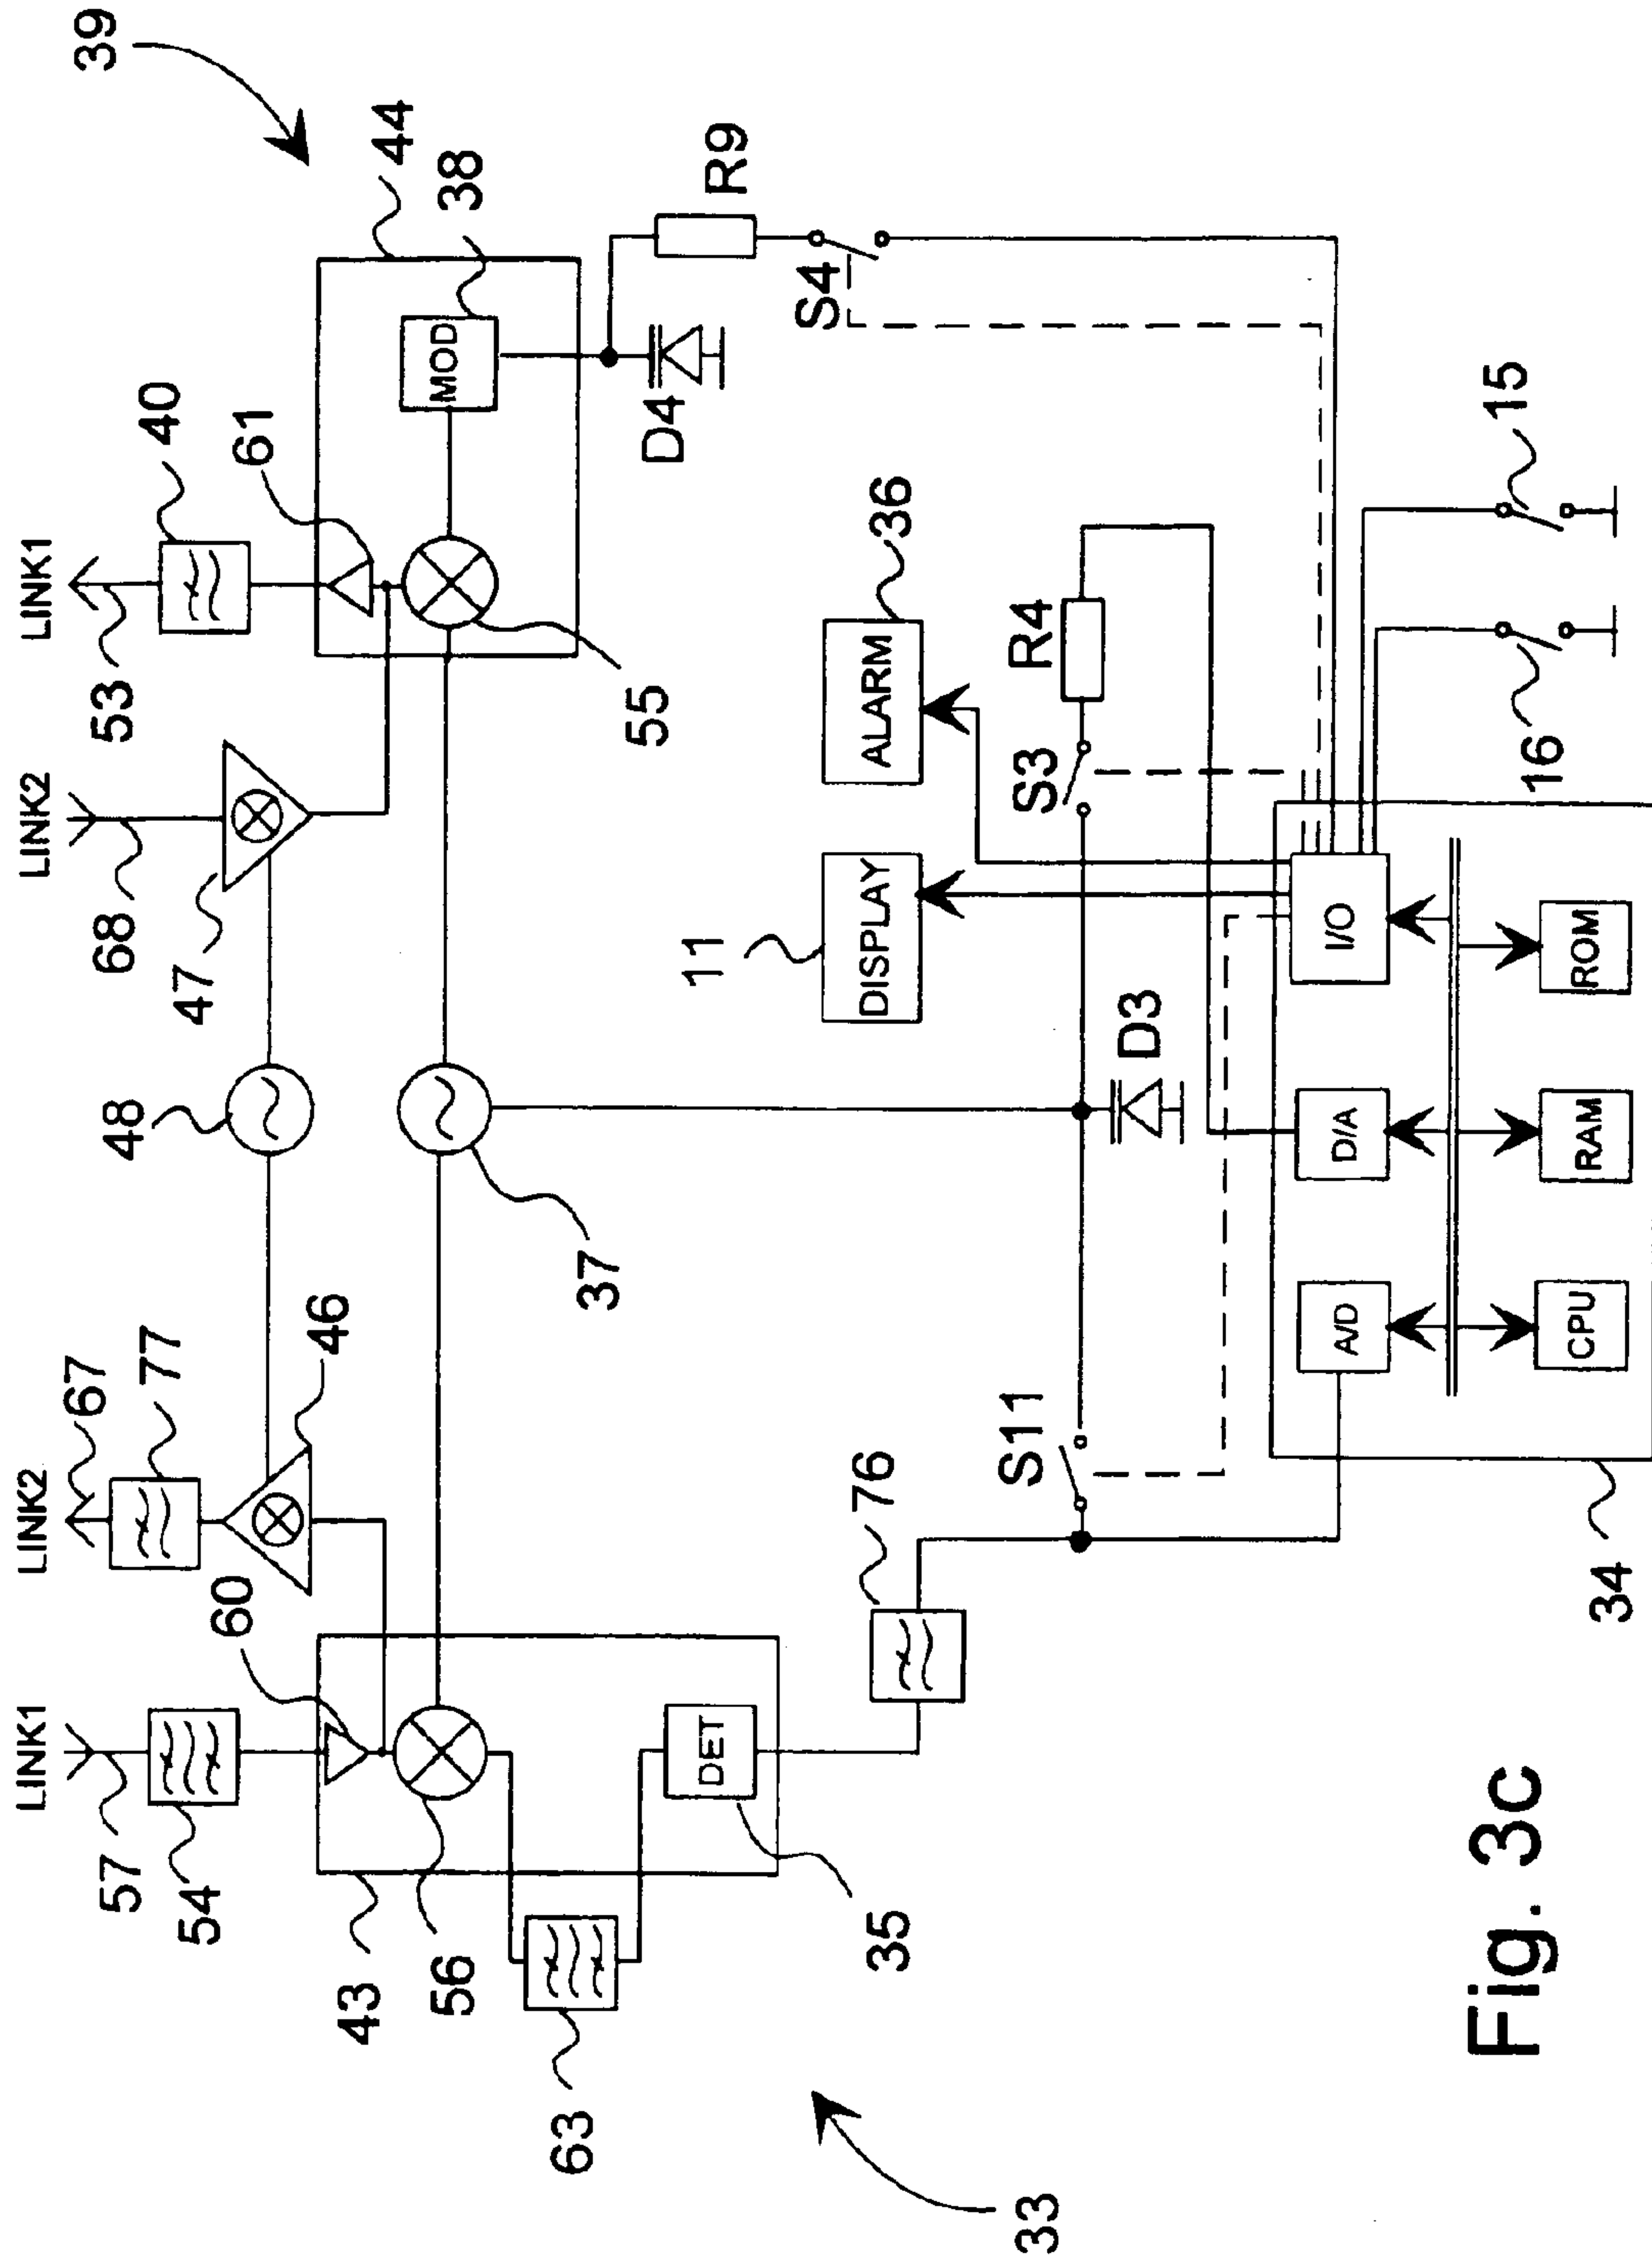 39
LINK1
LINK2
LINK2
LINK1
57
54
60
67
77
46
48
68
47
53
40
61
44
38
MOD
R9
S4
D4
55
37
43
56
63
DET
35
33
76
S11
D3
S3
R4
11
DISPLAY
ALARM
36
A/D
D/A
I/O
CPU
RAM
ROM
34
16
15
Fig. 3c